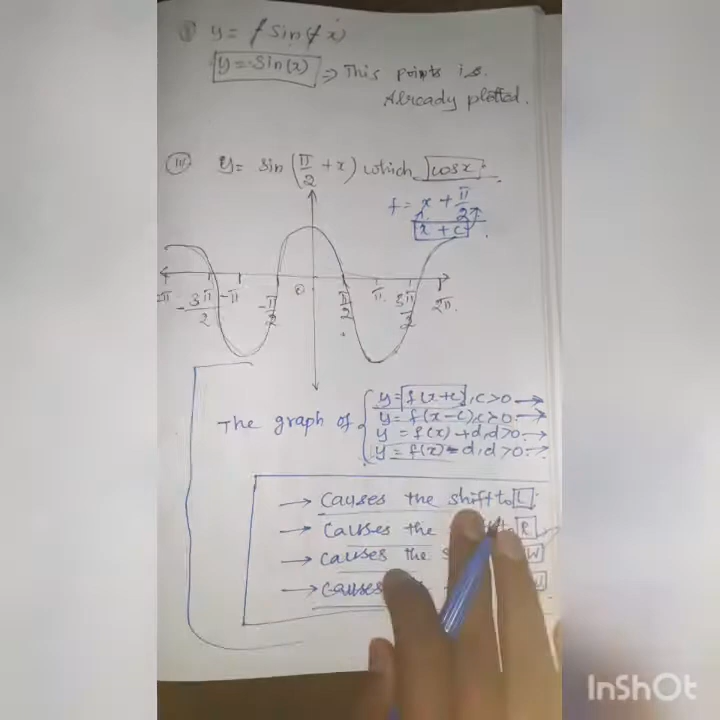 y = f sin(f x)
y = sin(x) ⇒ This points is
Already plotted.
(iii) y = sin(π/2 + x) which cos x
f = x + π/2
x + c
-3π/2 -π -π/2 0 π/2 π 3π/2 2π
The graph of
y = f(x+c), c>0 →
y = f(x-c), c>0 →
y = f(x) + d, d>0 →
y = f(x) - d, d>0 →
→ Causes the shift to L
→ Causes the to R
→ Causes the
→ Causes
InShOt